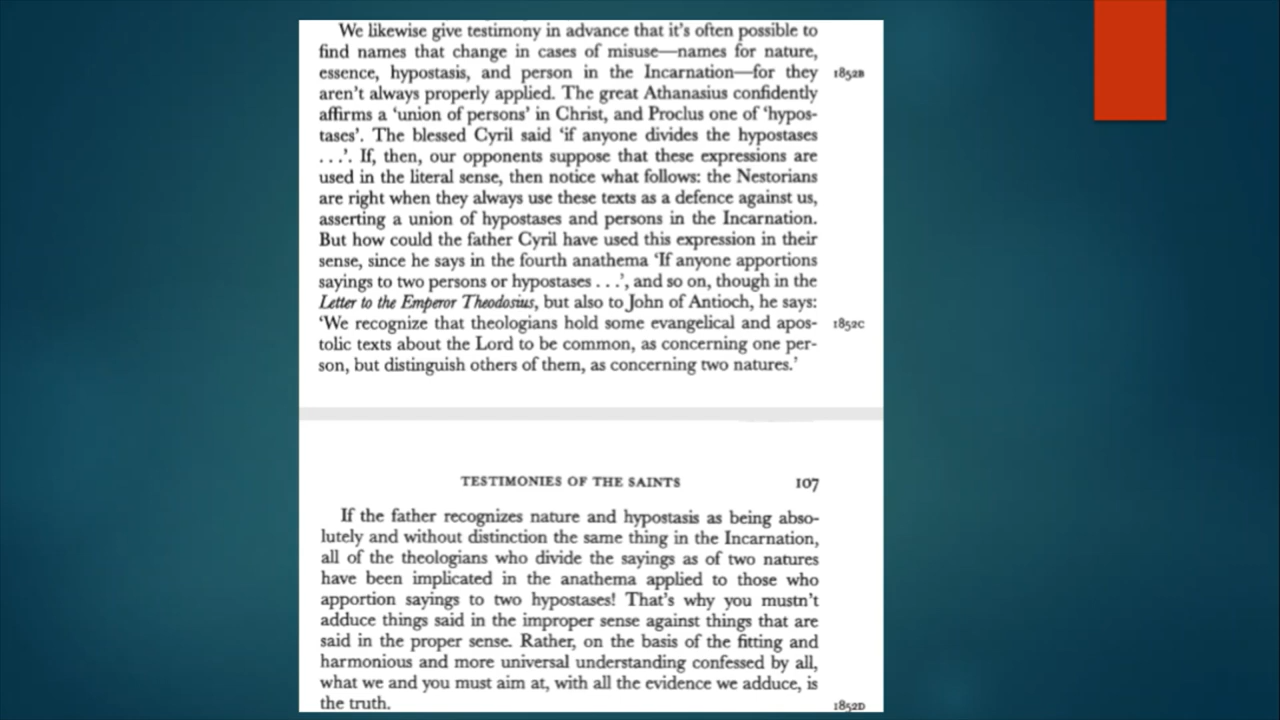 We likewise give testimony in advance that it's often possible to
find names that change in cases of misuse—names for nature,
essence, hypostasis, and person in the Incarnation—for they 1852B
aren't always properly applied. The great Athanasius confidently
affirms a 'union of persons' in Christ, and Proclus one of 'hypos-
tases'. The blessed Cyril said 'if anyone divides the hypostases
. . .'. If, then, our opponents suppose that these expressions are
used in the literal sense, then notice what follows: the Nestorians
are right when they always use these texts as a defence against us,
asserting a union of hypostases and persons in the Incarnation.
But how could the father Cyril have used this expression in their
sense, since he says in the fourth anathema 'If anyone apportions
sayings to two persons or hypostases . . .', and so on, though in the
Letter to the Emperor Theodosius, but also to John of Antioch, he says:
'We recognize that theologians hold some evangelical and apos- 1852C
tolic texts about the Lord to be common, as concerning one per-
son, but distinguish others of them, as concerning two natures.'
TESTIMONIES OF THE SAINTS 107
If the father recognizes nature and hypostasis as being abso-
lutely and without distinction the same thing in the Incarnation,
all of the theologians who divide the sayings as of two natures
have been implicated in the anathema applied to those who
apportion sayings to two hypostases! That's why you mustn't
adduce things said in the improper sense against things that are
said in the proper sense. Rather, on the basis of the fitting and
harmonious and more universal understanding confessed by all,
what we and you must aim at, with all the evidence we adduce, is
the truth. 1852D